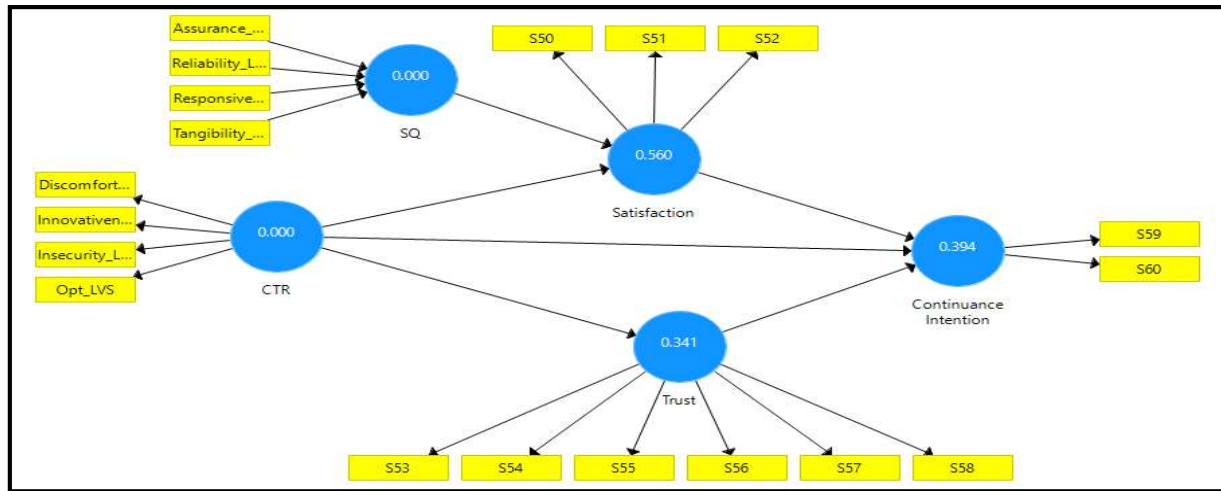 Assurance_...
Reliability_L...
Responsive...
Tangibility_...
0.000
SQ
S50
S51
S52
0.560
Satisfaction
Discomfort...
Innovativen...
Insecurity_L...
Opt_LVS
0.000
CTR
0.394
Continuance
Intention
S59
S60
0.341
Trust
S53
S54
S55
S56
S57
S58